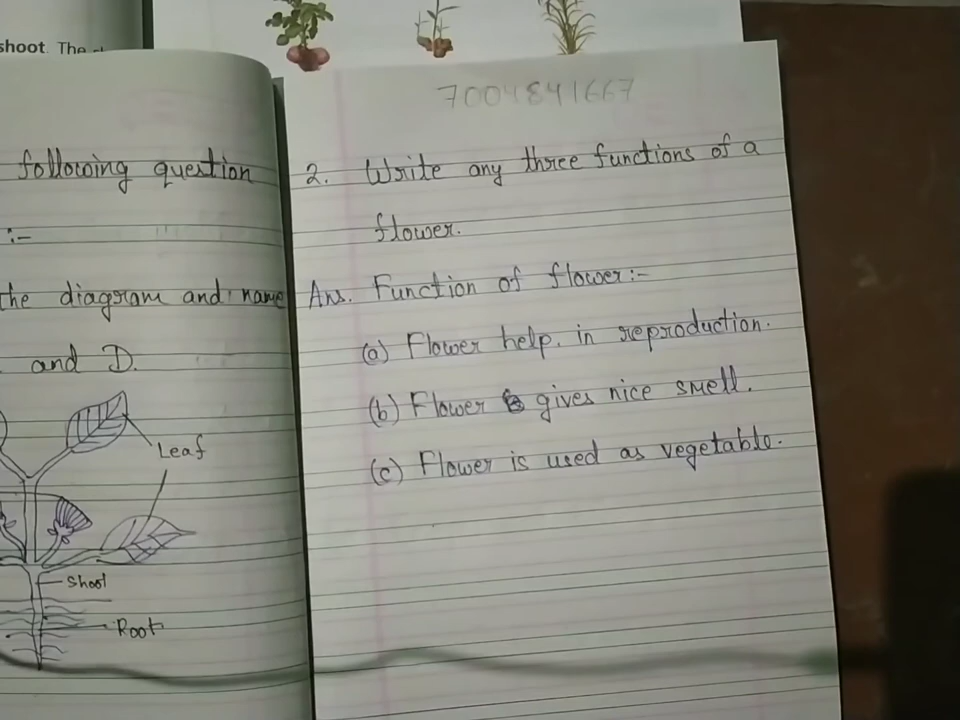 shoot. The
following question
:-
the diagram and name
and D.
Leaf
Shoot
Root
7004841667
2. Write any three functions of a
flower.
Ans. Function of flower:-
(a) Flower help. in reproduction.
(b) Flower gives nice smell.
(c) Flower is used as vegetable.